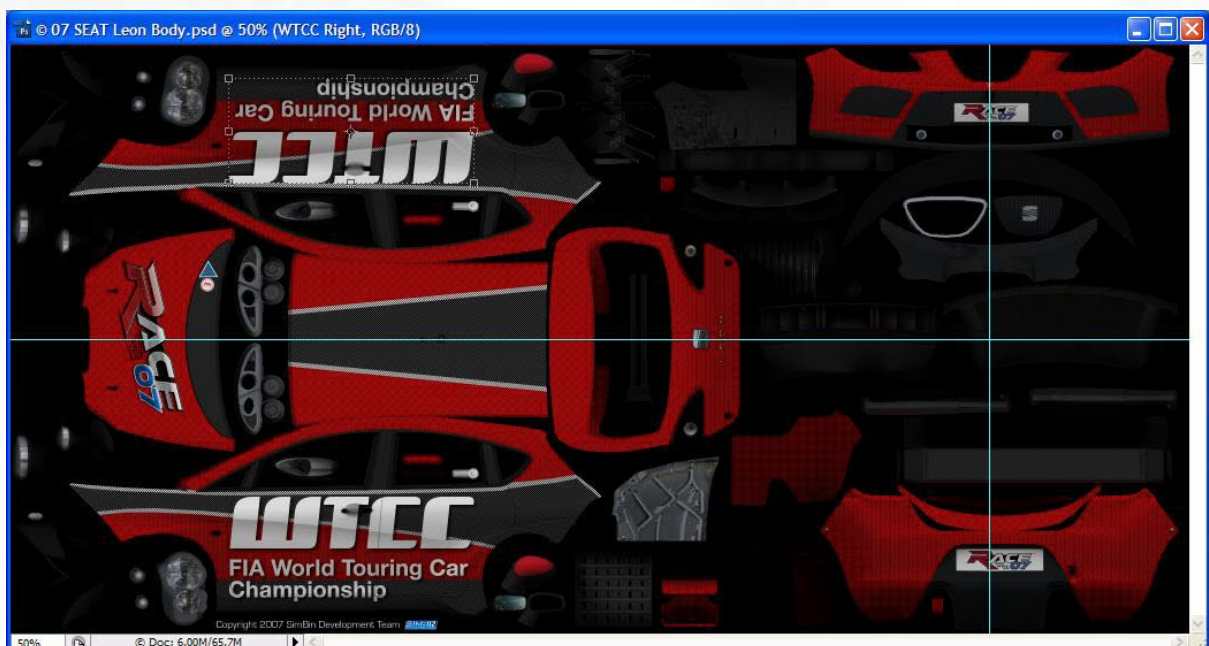 © 07 SEAT Leon Body.psd @ 50% (WTCC Right, RGB/8)
WTCC
FIA World Touring Car
Championship
RACE
07
RACE
07
WTCC
FIA World Touring Car
Championship
RACE
07
Copyright 2007 SimBin Development Team SIMBIN
50%
© Doc: 6.00M/65.7M